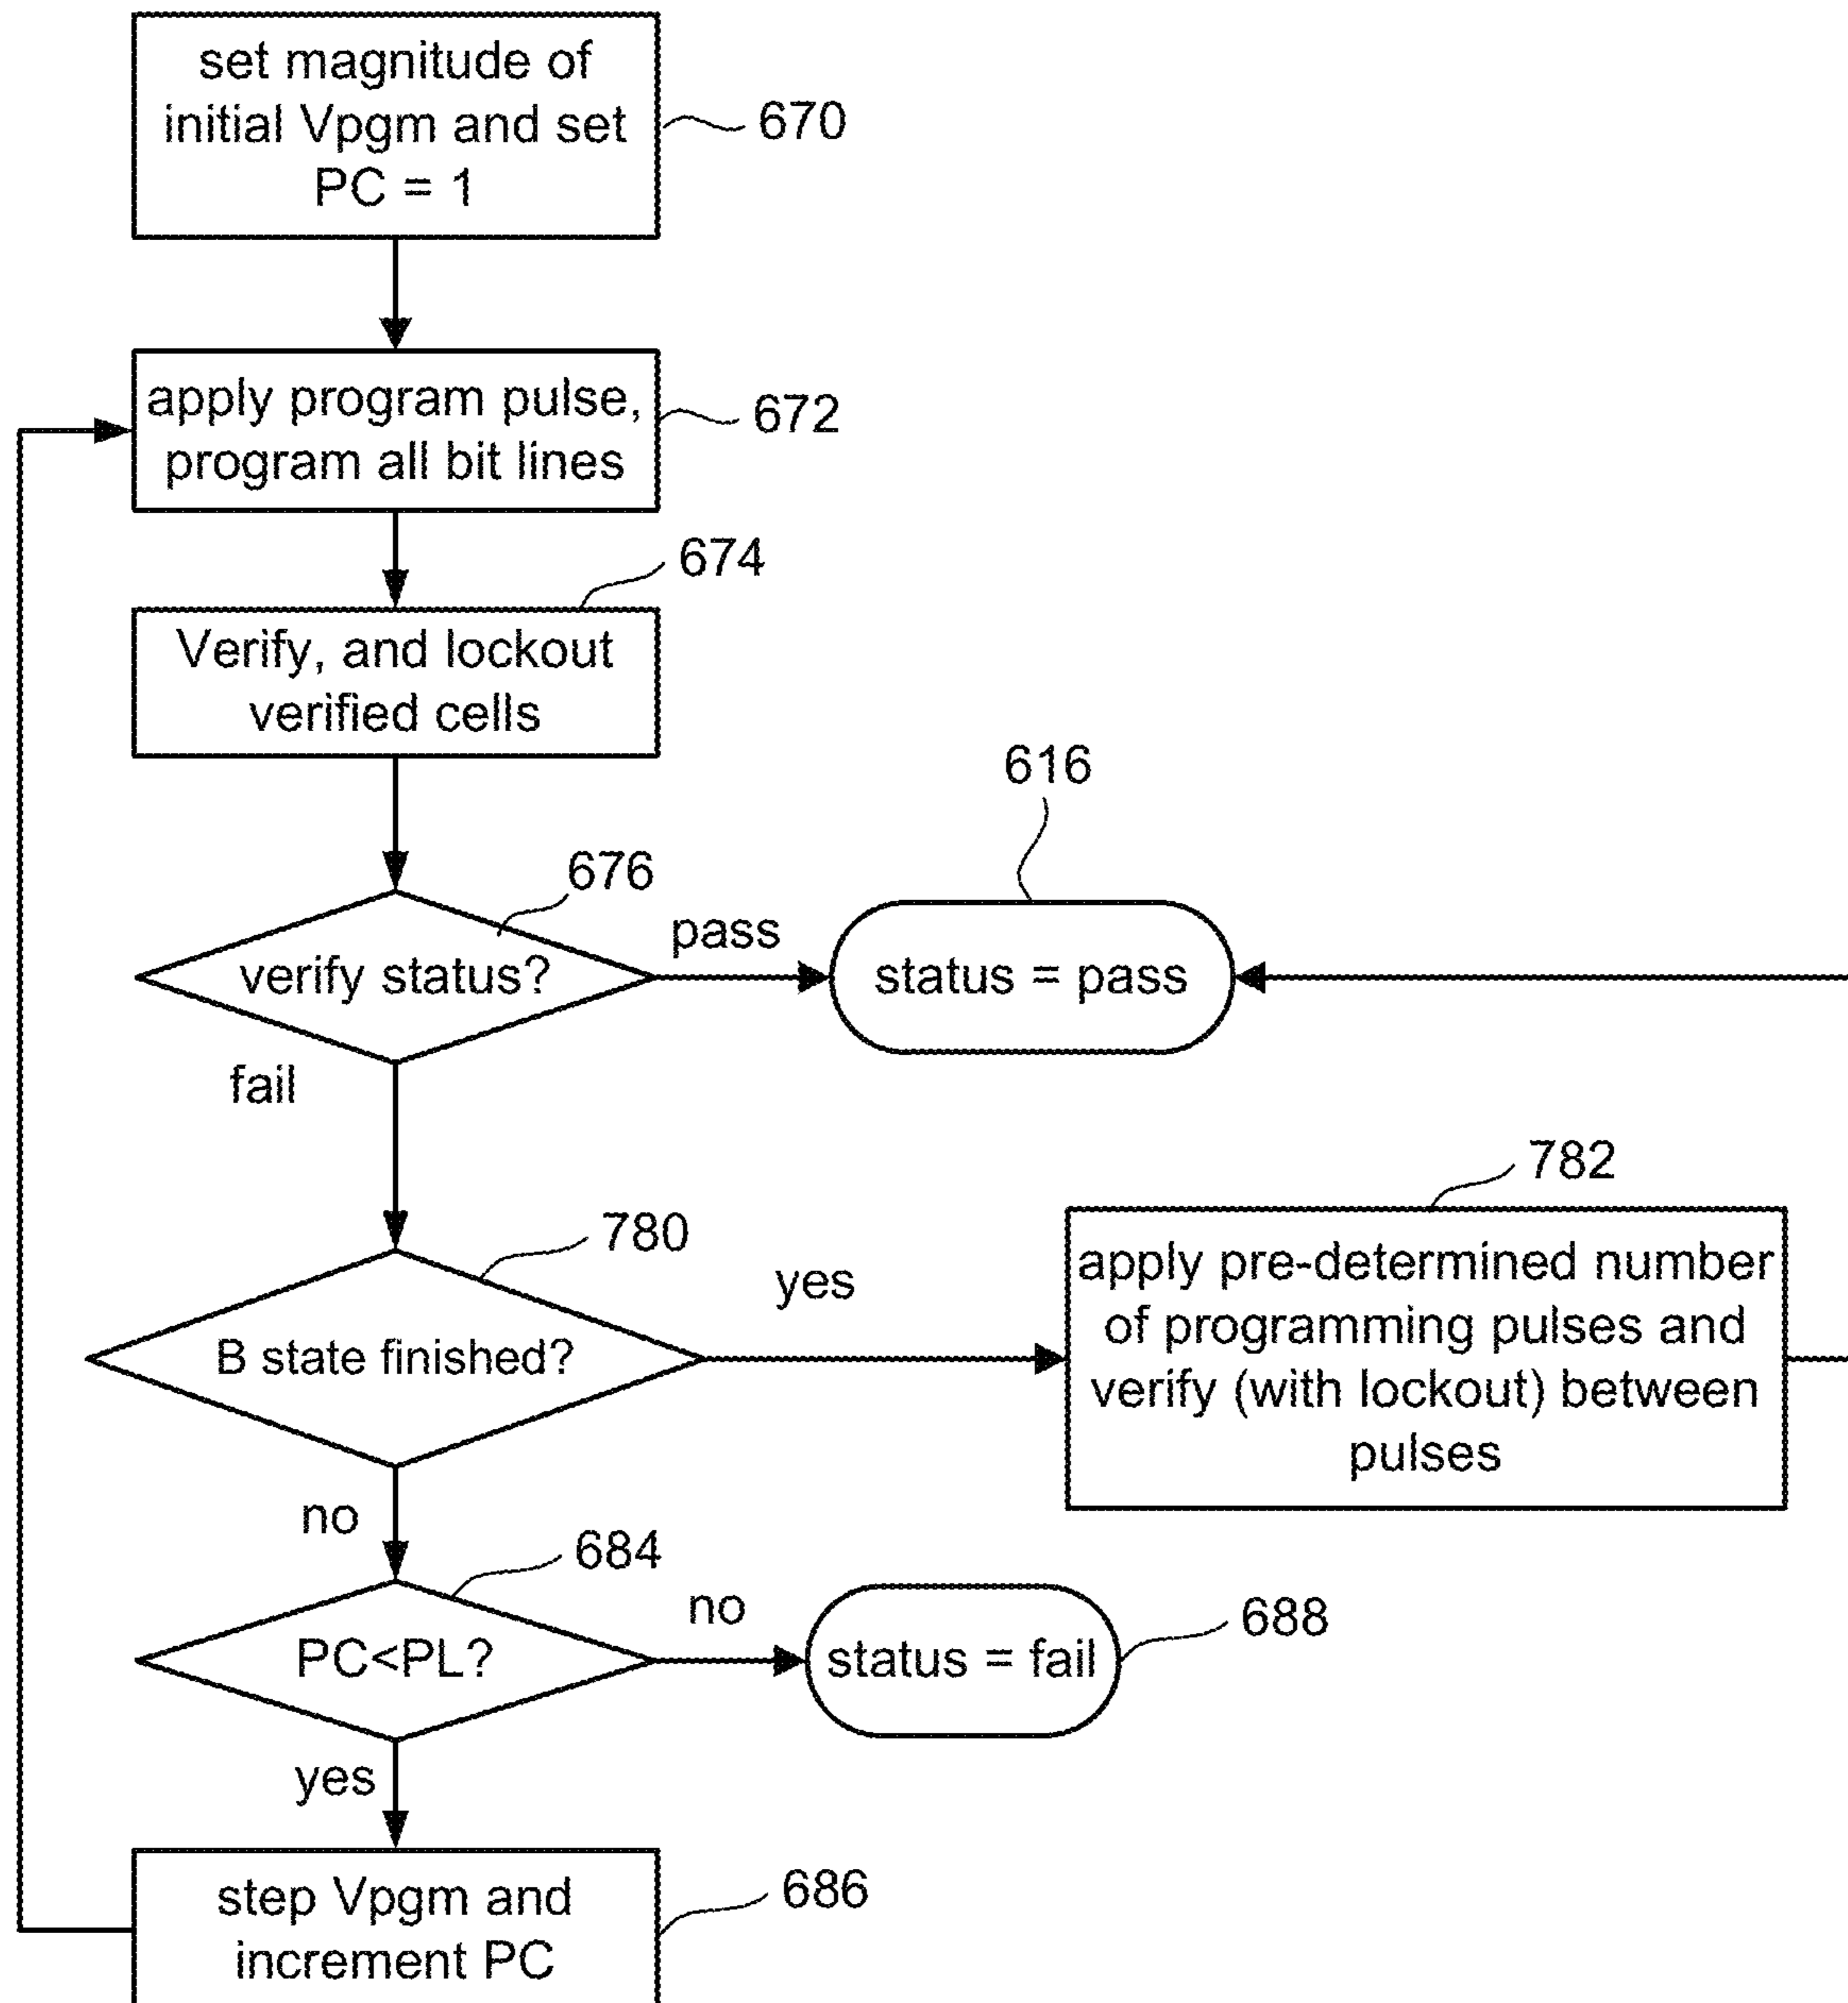 set magnitude of
initial Vpgm and set
PC = 1
670
apply program pulse,
program all bit lines
672
674
Verify, and lockout
verified cells
616
676
verify status?
pass
status = pass
fail
782
780
B state finished?
yes
apply pre-determined number
of programming pulses and
verify (with lockout) between
pulses
no
684
PC<PL?
no
status = fail
688
yes
step Vpgm and
increment PC
686